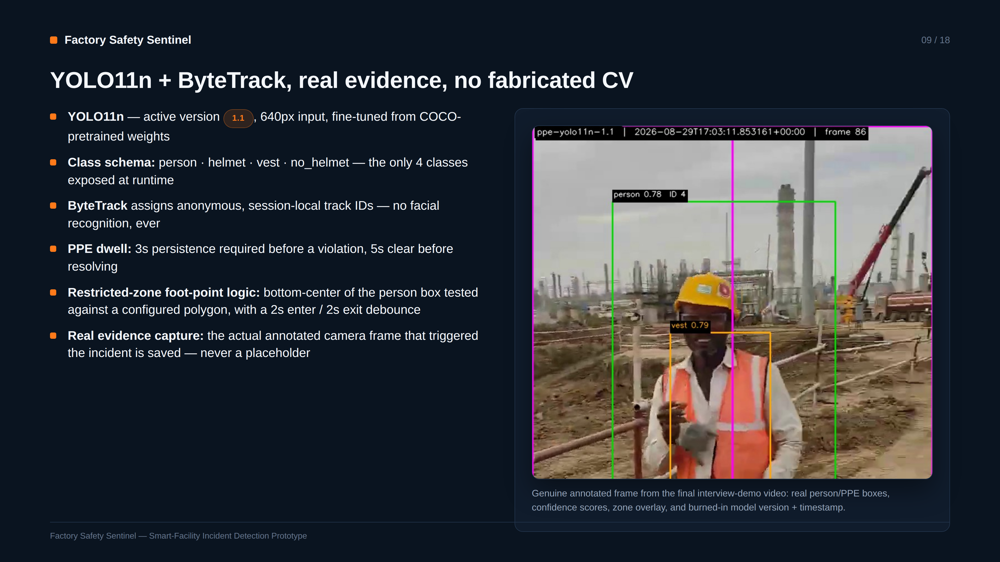 Factory Safety Sentinel
09 / 18
YOLO11n + ByteTrack, real evidence, no fabricated CV
YOLO11n — active version 1.1, 640px input, fine-tuned from COCO-
pretrained weights
Class schema: person · helmet · vest · no_helmet — the only 4 classes
exposed at runtime
ByteTrack assigns anonymous, session-local track IDs — no facial
recognition, ever
PPE dwell: 3s persistence required before a violation, 5s clear before
resolving
Restricted-zone foot-point logic: bottom-center of the person box tested
against a configured polygon, with a 2s enter / 2s exit debounce
Real evidence capture: the actual annotated camera frame that triggered
the incident is saved — never a placeholder
ppe-yolo11n-1.1 | 2026-08-29T17:03:11.853161+00:00 | frame 86
person 0.78 ID 4
vest 0.79
Genuine annotated frame from the final interview-demo video: real person/PPE boxes,
confidence scores, zone overlay, and burned-in model version + timestamp.
Factory Safety Sentinel — Smart-Facility Incident Detection Prototype